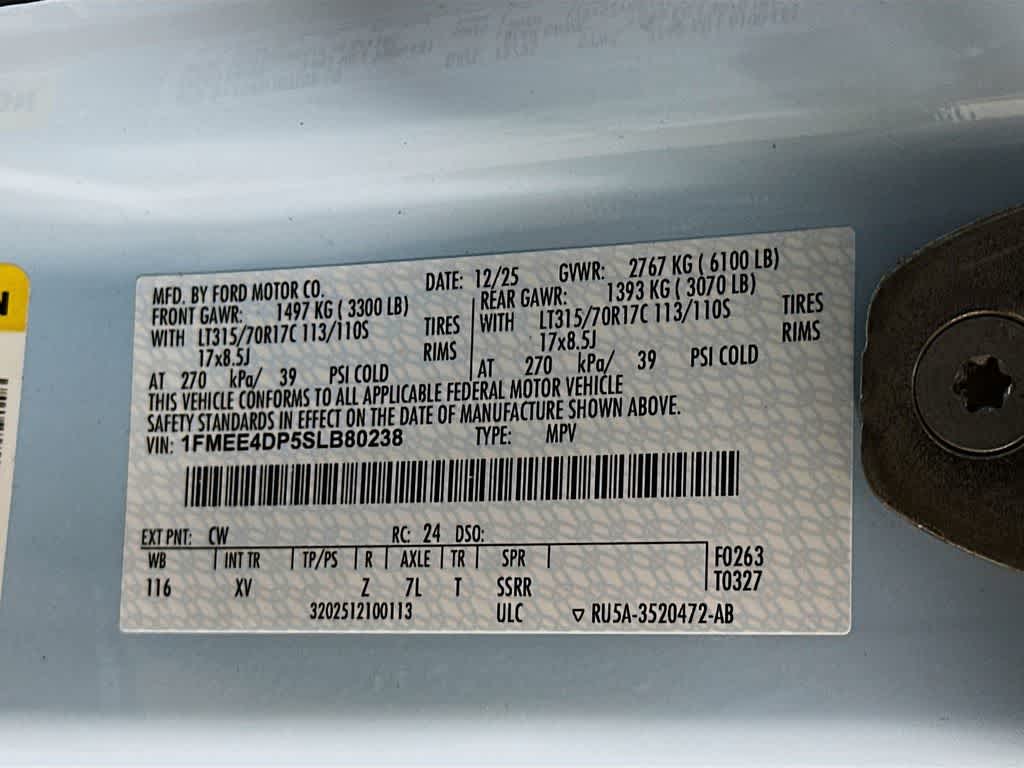 MFD. BY FORD MOTOR CO. DATE: 12/25 GVWR: 2767 KG ( 6100 LB)
FRONT GAWR: 1497 KG ( 3300 LB) REAR GAWR: 1393 KG ( 3070 LB)
WITH LT315/70R17C 113/110S TIRES WITH LT315/70R17C 113/110S TIRES
17x8.5J RIMS 17x8.5J RIMS
AT 270 kPa/ 39 PSI COLD AT 270 kPa/ 39 PSI COLD
THIS VEHICLE CONFORMS TO ALL APPLICABLE FEDERAL MOTOR VEHICLE
SAFETY STANDARDS IN EFFECT ON THE DATE OF MANUFACTURE SHOWN ABOVE.
VIN: 1FMEE4DP5SLB80238 TYPE: MPV
EXT PNT: CW RC: 24 DSO:
WB INT TR TP/PS R AXLE TR SPR F0263
116 XV Z 7L T SSRR T0327
3202512100113 ULC ▽ RU5A-3520472-AB
N